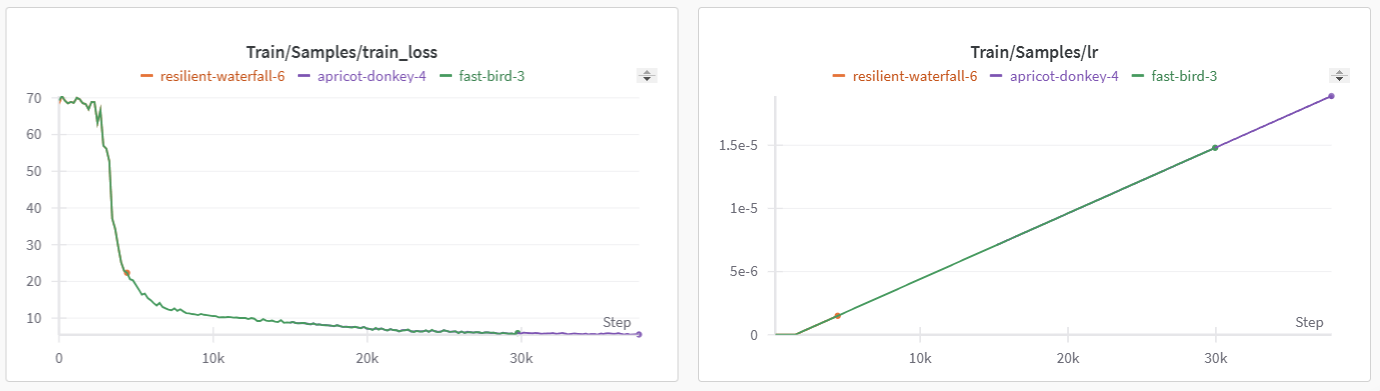 Train/Samples/train_loss
resilient-waterfall-6 apricot-donkey-4 fast-bird-3
70
60
50
40
30
20
10
Step
0 10k 20k 30k
Train/Samples/lr
resilient-waterfall-6 apricot-donkey-4 fast-bird-3
1.5e-5
1e-5
5e-6
0
Step
10k 20k 30k